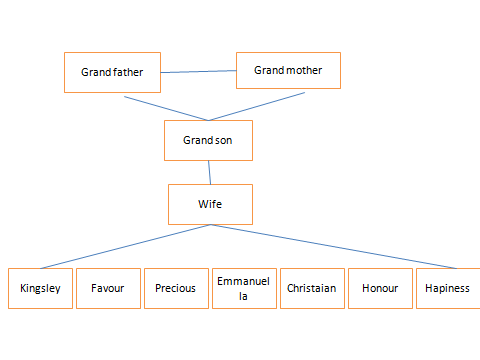 Grand father
Grand mother
Grand son
Wife
Kingsley
Favour
Precious
Emmanuel
la
Christaian
Honour
Hapiness